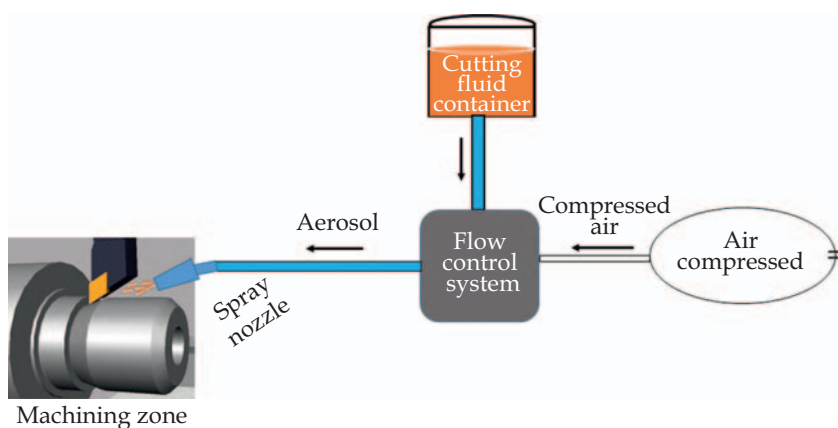 Cutting
fluid
container
Compressed
air
Aerosol
Flow
control
system
Air
compressed
Spray
nozzle
Machining zone